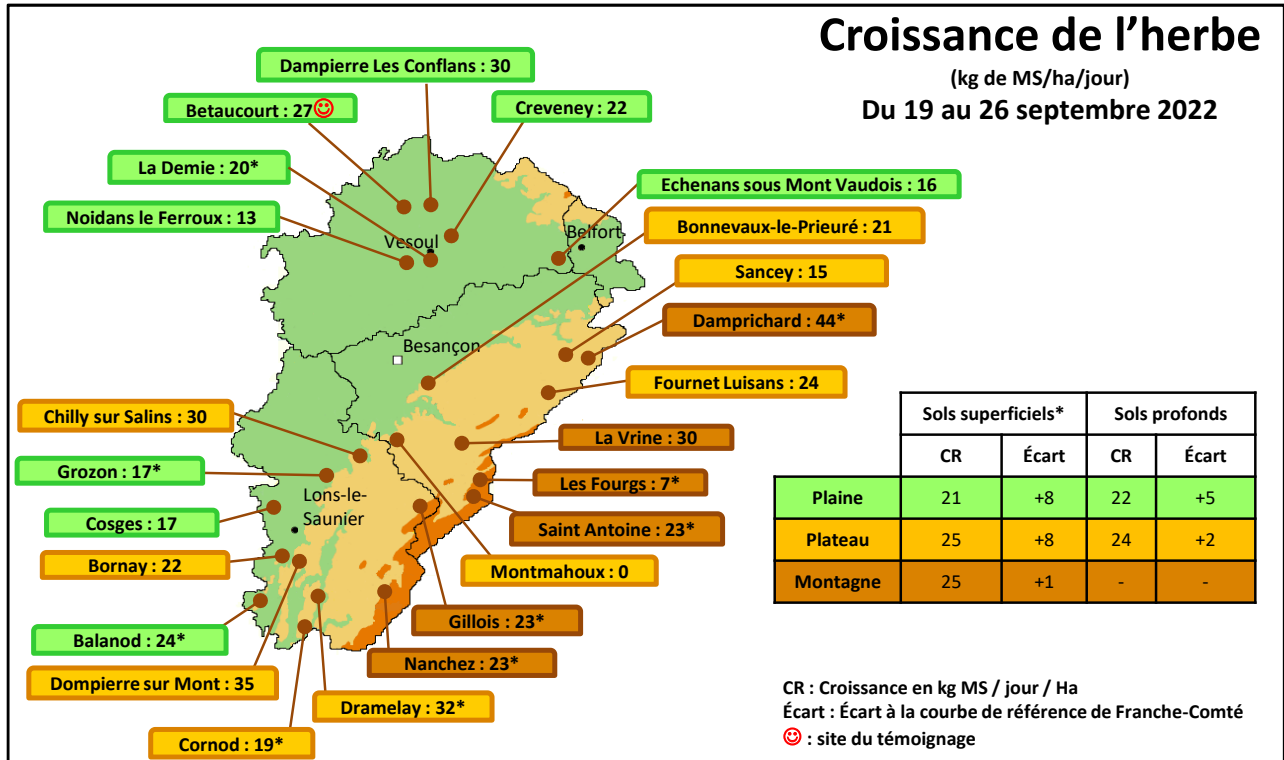 Croissance de l’herbe
(kg de MS/ha/jour)
Du 19 au 26 septembre 2022
Dampierre Les Conflans : 30
Betaucourt : 27
Creveney : 22
La Demie : 20*
Echenans sous Mont Vaudois : 16
Noidans le Ferroux : 13
Bonnevaux-le-Prieuré : 21
Vesoul
Belfort
Sancey : 15
Damprichard : 44*
Besançon
Fournet Luisans : 24
Chilly sur Salins : 30
La Vrine : 30
Grozon : 17*
Les Fourgs : 7*
Lons-le-
Saunier
Cosges : 17
Saint Antoine : 23*
Bornay : 22
Montmahoux : 0
Gillois : 23*
Balanod : 24*
Nanchez : 23*
Dompierre sur Mont : 35
Dramelay : 32*
Cornod : 19*
Sols superficiels* Sols profonds
CR Écart CR Écart
Plaine 21 +8 22 +5
Plateau 25 +8 24 +2
Montagne 25 +1 - -
CR : Croissance en kg MS / jour / Ha
Écart : Écart à la courbe de référence de Franche-Comté
: site du témoignage